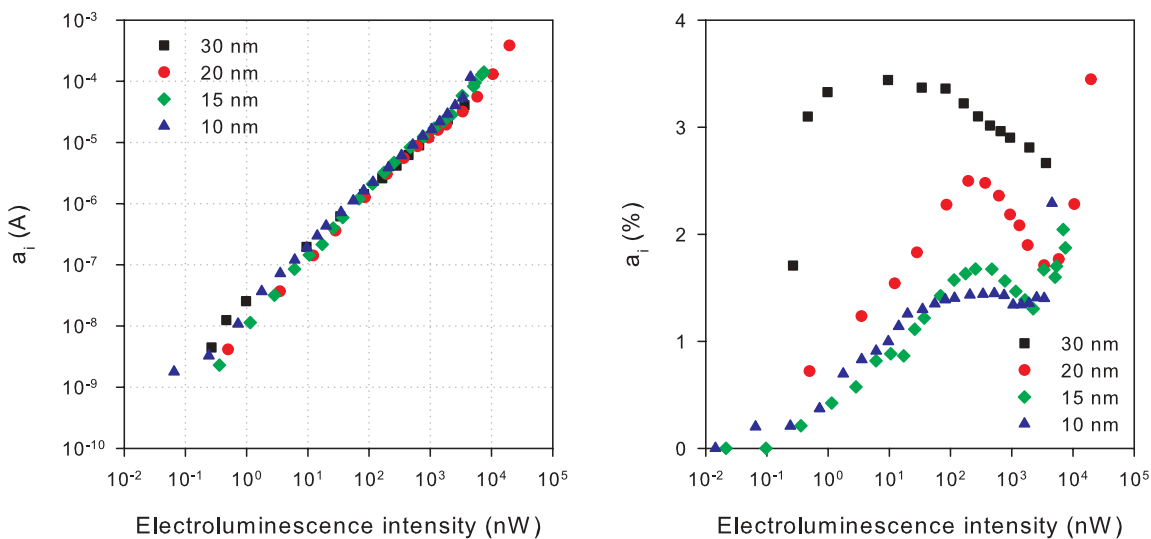 10⁻³
10⁻⁴
10⁻⁵
10⁻⁶
10⁻⁷
10⁻⁸
10⁻⁹
10⁻¹⁰
aᵢ (A)
30 nm
20 nm
15 nm
10 nm
10⁻² 10⁻¹ 10⁰ 10¹ 10² 10³ 10⁴ 10⁵
Electroluminescence intensity (nW)
4
3
2
1
0
aᵢ (%)
30 nm
20 nm
15 nm
10 nm
10⁻² 10⁻¹ 10⁰ 10¹ 10² 10³ 10⁴ 10⁵
Electroluminescence intensity (nW)